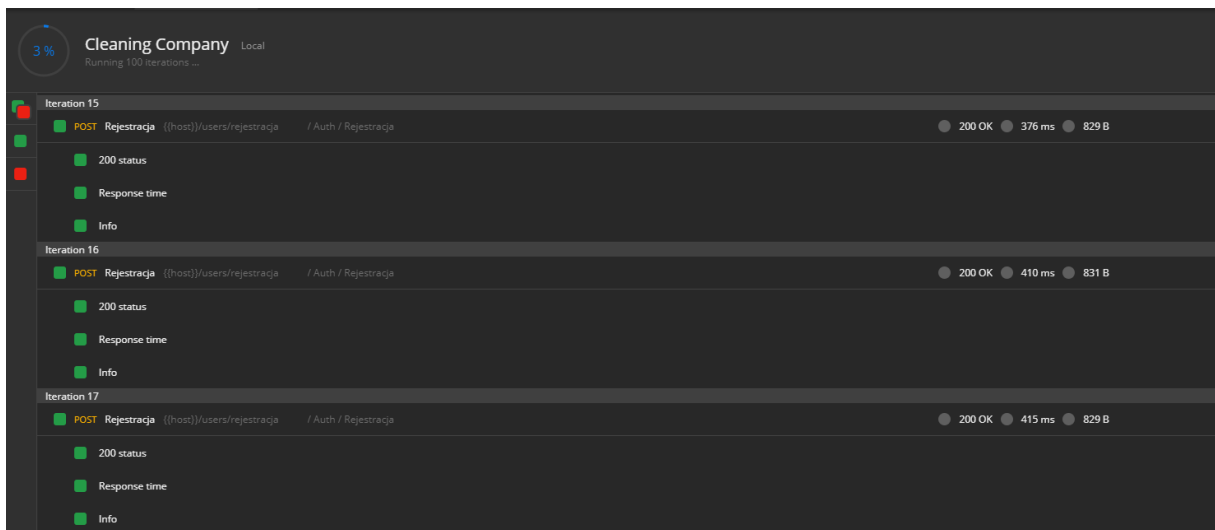 3 %
Cleaning Company Local
Running 100 iterations ...
Iteration 15
POST Rejestracja {{host}}/users/rejestracja / Auth / Rejestracja 200 OK 376 ms 829 B
200 status
Response time
Info
Iteration 16
POST Rejestracja {{host}}/users/rejestracja / Auth / Rejestracja 200 OK 410 ms 831 B
200 status
Response time
Info
Iteration 17
POST Rejestracja {{host}}/users/rejestracja / Auth / Rejestracja 200 OK 415 ms 829 B
200 status
Response time
Info